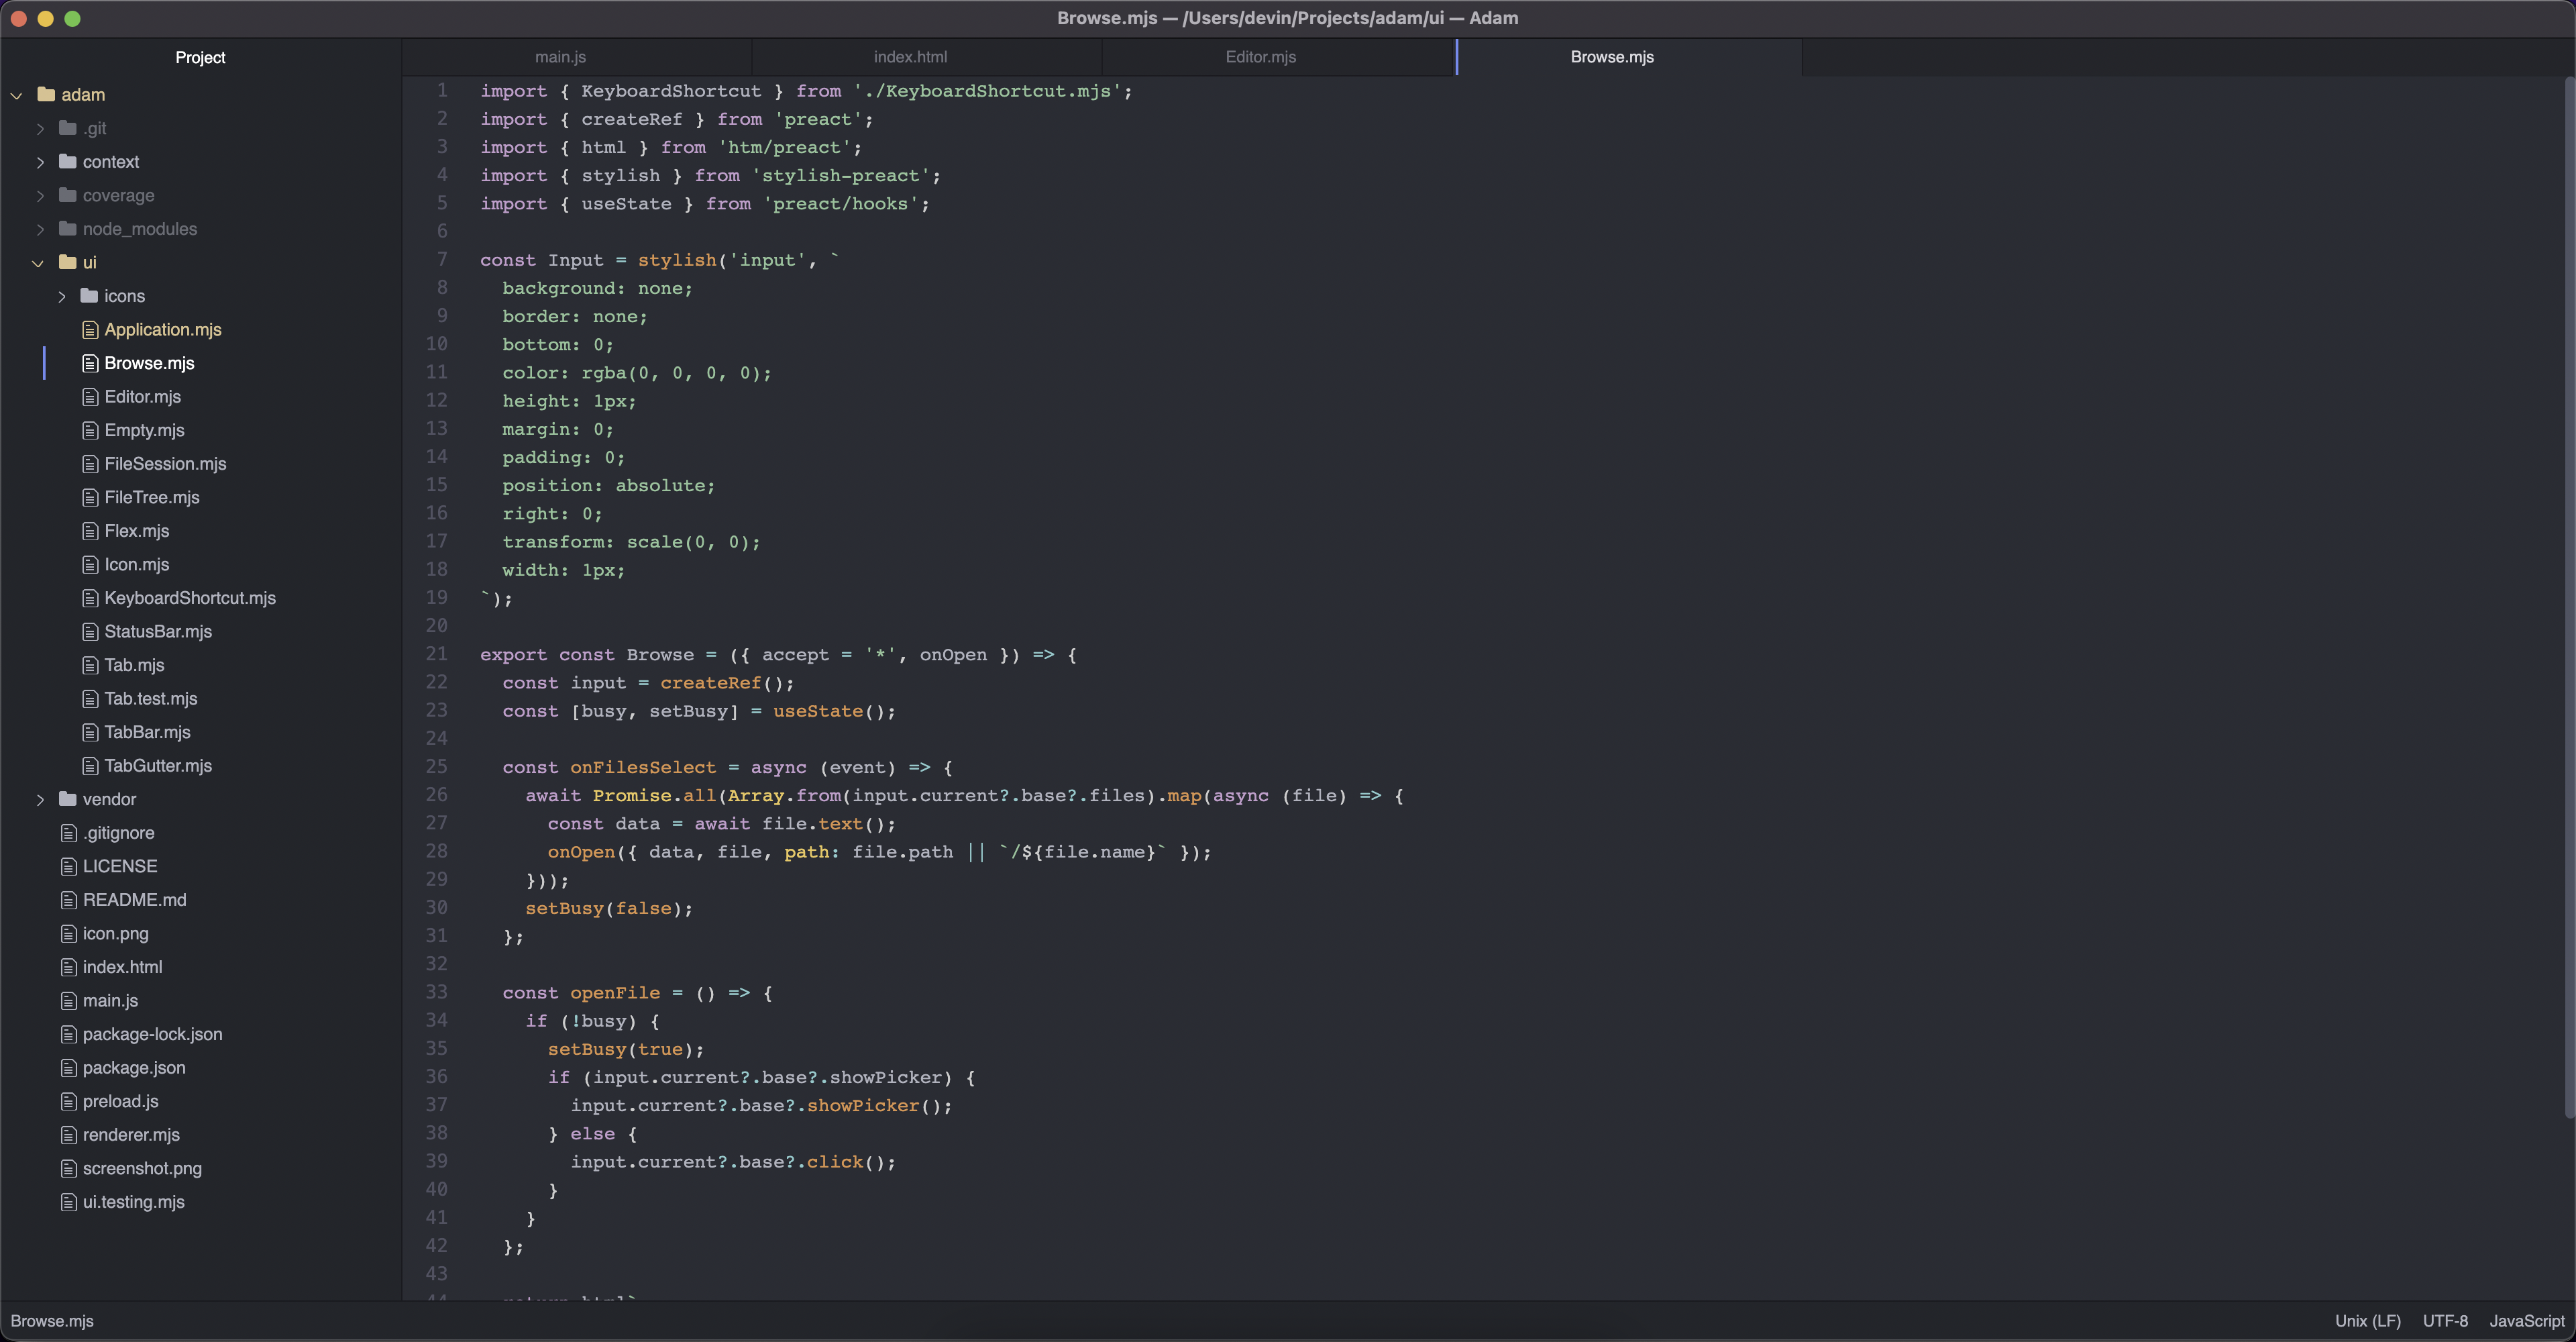 Browse.mjs — /Users/devin/Projects/adam/ui — Adam
Project
adam
.git
context
coverage
node_modules
ui
icons
Application.mjs
Browse.mjs
Editor.mjs
Empty.mjs
FileSession.mjs
FileTree.mjs
Flex.mjs
Icon.mjs
KeyboardShortcut.mjs
StatusBar.mjs
Tab.mjs
Tab.test.mjs
TabBar.mjs
TabGutter.mjs
vendor
.gitignore
LICENSE
README.md
icon.png
index.html
main.js
package-lock.json
package.json
preload.js
renderer.mjs
screenshot.png
ui.testing.mjs
main.js index.html Editor.mjs Browse.mjs
1 import { KeyboardShortcut } from './KeyboardShortcut.mjs';
2 import { createRef } from 'preact';
3 import { html } from 'htm/preact';
4 import { stylish } from 'stylish-preact';
5 import { useState } from 'preact/hooks';
6
7 const Input = stylish('input', `
8   background: none;
9   border: none;
10   bottom: 0;
11   color: rgba(0, 0, 0, 0);
12   height: 1px;
13   margin: 0;
14   padding: 0;
15   position: absolute;
16   right: 0;
17   transform: scale(0, 0);
18   width: 1px;
19 `);
20
21 export const Browse = ({ accept = '*', onOpen }) => {
22   const input = createRef();
23   const [busy, setBusy] = useState();
24
25   const onFilesSelect = async (event) => {
26     await Promise.all(Array.from(input.current?.base?.files).map(async (file) => {
27       const data = await file.text();
28       onOpen({ data, file, path: file.path || `/${file.name}` });
29     }));
30     setBusy(false);
31   };
32
33   const openFile = () => {
34     if (!busy) {
35       setBusy(true);
36       if (input.current?.base?.showPicker) {
37         input.current?.base?.showPicker();
38       } else {
39         input.current?.base?.click();
40       }
41     }
42   };
43
44   return html`
Browse.mjs
Unix (LF) UTF-8 JavaScript